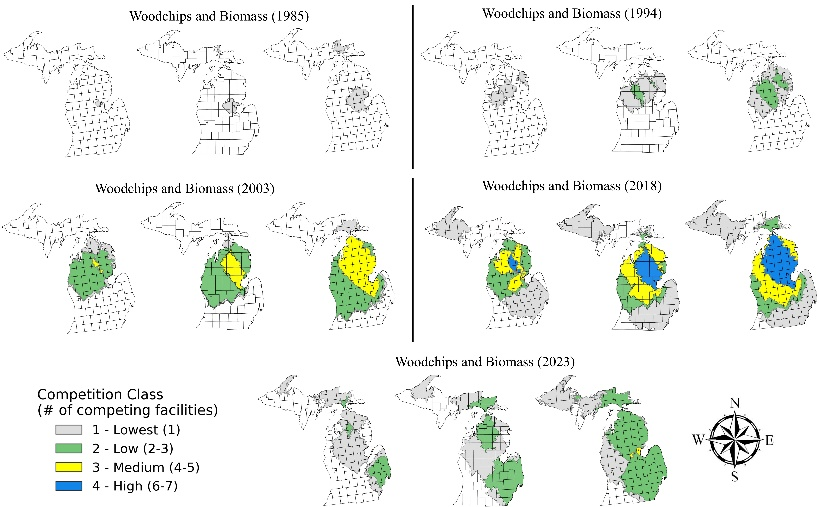 Woodchips and Biomass (1985)
Woodchips and Biomass (1994)
Woodchips and Biomass (2003)
Woodchips and Biomass (2018)
Woodchips and Biomass (2023)
Competition Class
(# of competing facilities)
1 - Lowest (1)
2 - Low (2-3)
3 - Medium (4-5)
4 - High (6-7)
N
W E
S